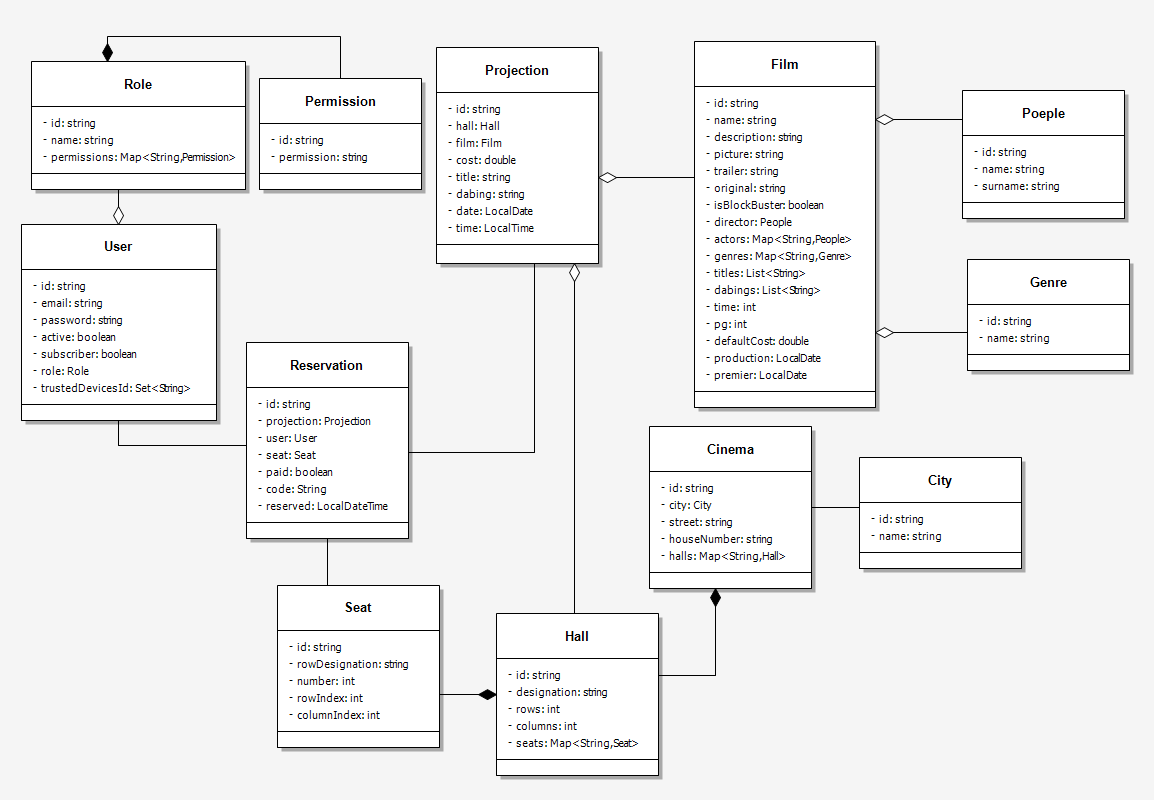 Role
- id: string
- name: string
- permissions: Map<String,Permission>
Permission
- id: string
- permission: string
Projection
- id: string
- hall: Hall
- film: Film
- cost: double
- title: string
- dabing: string
- date: LocalDate
- time: LocalTime
Film
- id: string
- name: string
- description: string
- picture: string
- trailer: string
- original: string
- isBlockBuster: boolean
- director: People
- actors: Map<String,People>
- genres: Map<String,Genre>
- titles: List<String>
- dabings: List<String>
- time: int
- pg: int
- defaultCost: double
- production: LocalDate
- premier: LocalDate
Poeple
- id: string
- name: string
- surname: string
User
- id: string
- email: string
- password: string
- active: boolean
- subscriber: boolean
- role: Role
- trustedDevicesId: Set<String>
Genre
- id: string
- name: string
Reservation
- id: string
- projection: Projection
- user: User
- seat: Seat
- paid: boolean
- code: String
- reserved: LocalDateTime
Cinema
- id: string
- city: City
- street: string
- houseNumber: string
- halls: Map<String,Hall>
City
- id: string
- name: string
Seat
- id: string
- rowDesignation: string
- number: int
- rowIndex: int
- columnIndex: int
Hall
- id: string
- designation: string
- rows: int
- columns: int
- seats: Map<String,Seat>